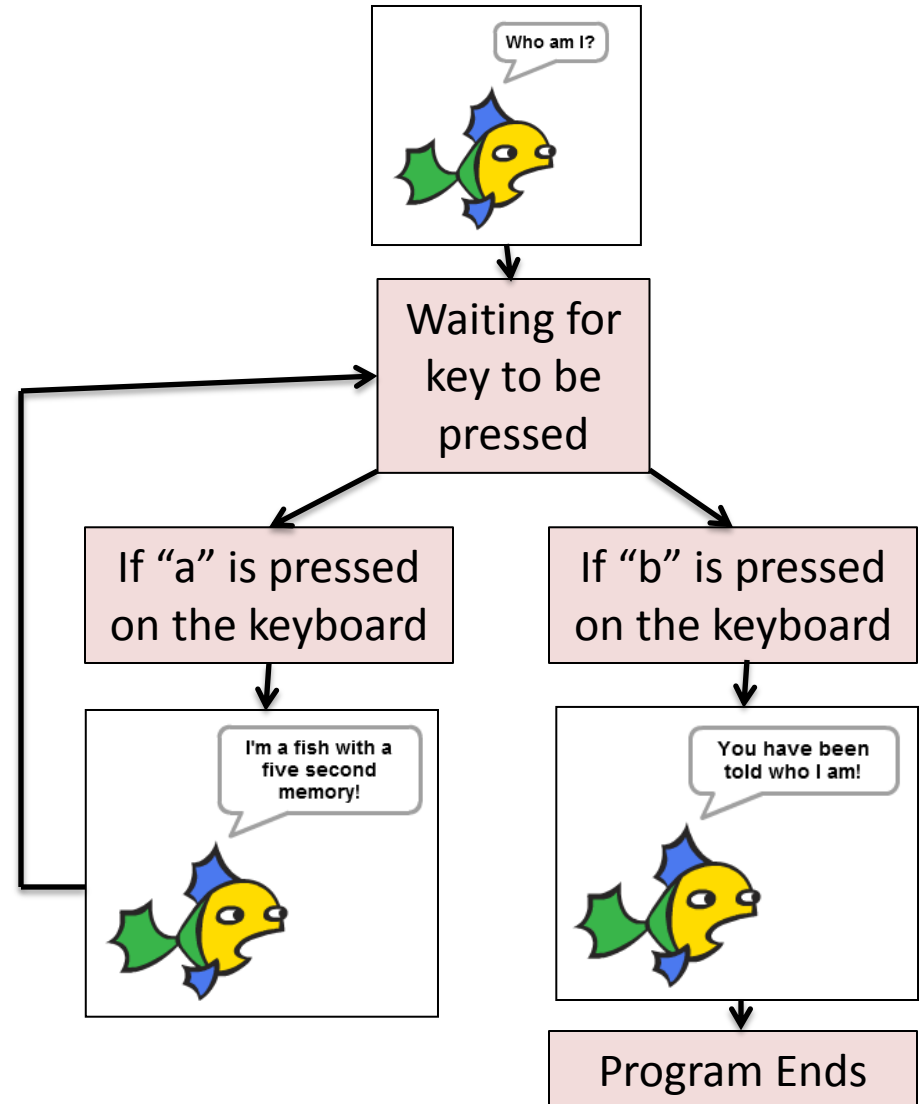 Who am I?
Waiting for
key to be
pressed
If “a” is pressed
on the keyboard
If “b” is pressed
on the keyboard
I'm a fish with a
five second
memory!
You have been
told who I am!
Program Ends